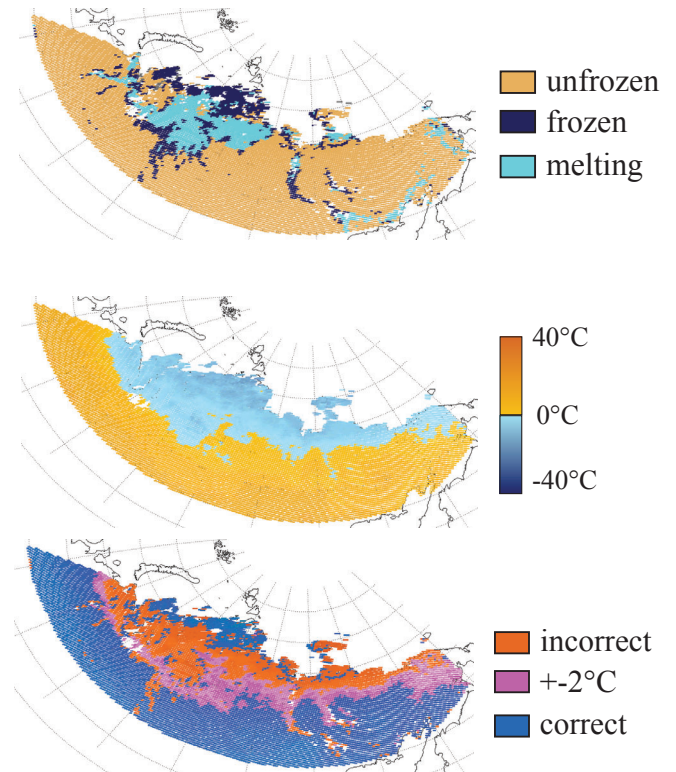 unfrozen
frozen
melting
40°C
0°C
-40°C
incorrect
+-2°C
correct